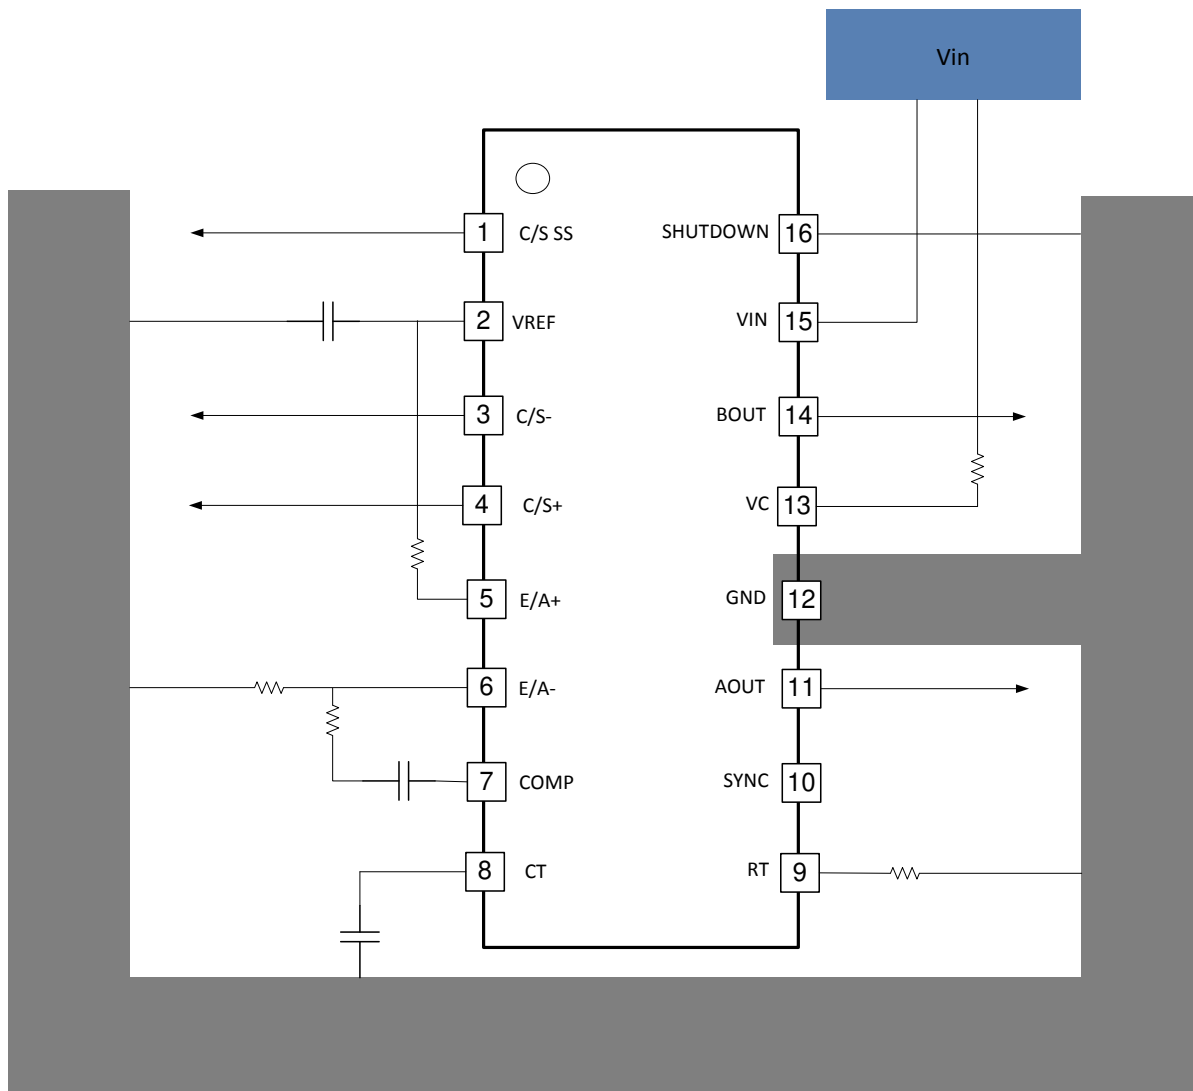 Vin
1 C/S SS SHUTDOWN 16
2 VREF VIN 15
3 C/S- BOUT 14
4 C/S+ VC 13
5 E/A+ GND 12
6 E/A- AOUT 11
7 COMP SYNC 10
8 CT RT 9